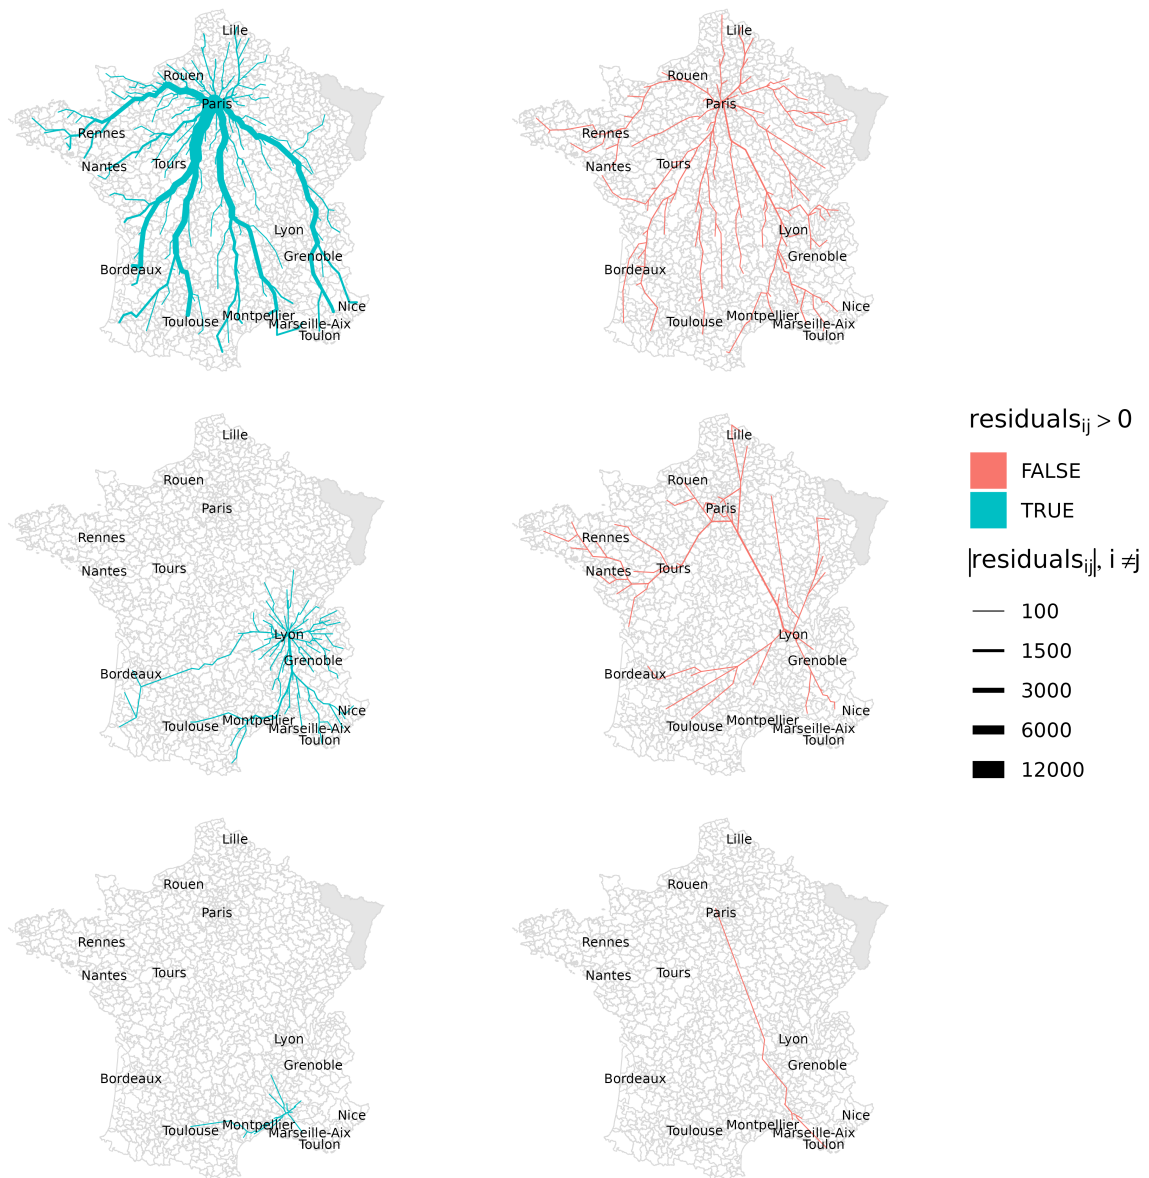 Lille
Rouen
Paris
Rennes
Nantes
Tours
Lyon
Grenoble
Bordeaux
Nice
Montpellier
Toulouse
Marseille-Aix
Toulon
Lille
Rouen
Paris
Rennes
Nantes
Tours
Lyon
Grenoble
Bordeaux
Nice
Montpellier
Toulouse
Marseille-Aix
Toulon
Lille
Rouen
Paris
Rennes
Nantes
Tours
Lyon
Grenoble
Bordeaux
Nice
Montpellier
Toulouse
Marseille-Aix
Toulon
Lille
Rouen
Paris
Rennes
Nantes
Tours
Lyon
Grenoble
Bordeaux
Nice
Montpellier
Toulouse
Marseille-Aix
Toulon
residuals_ij > 0
FALSE
TRUE
|residuals_ij|, i ≠ j
100
1500
3000
6000
12000
Lille
Rouen
Paris
Rennes
Nantes
Tours
Lyon
Grenoble
Bordeaux
Nice
Montpellier
Toulouse
Marseille-Aix
Toulon
Lille
Rouen
Paris
Rennes
Nantes
Tours
Lyon
Grenoble
Bordeaux
Nice
Montpellier
Toulouse
Marseille-Aix
Toulon